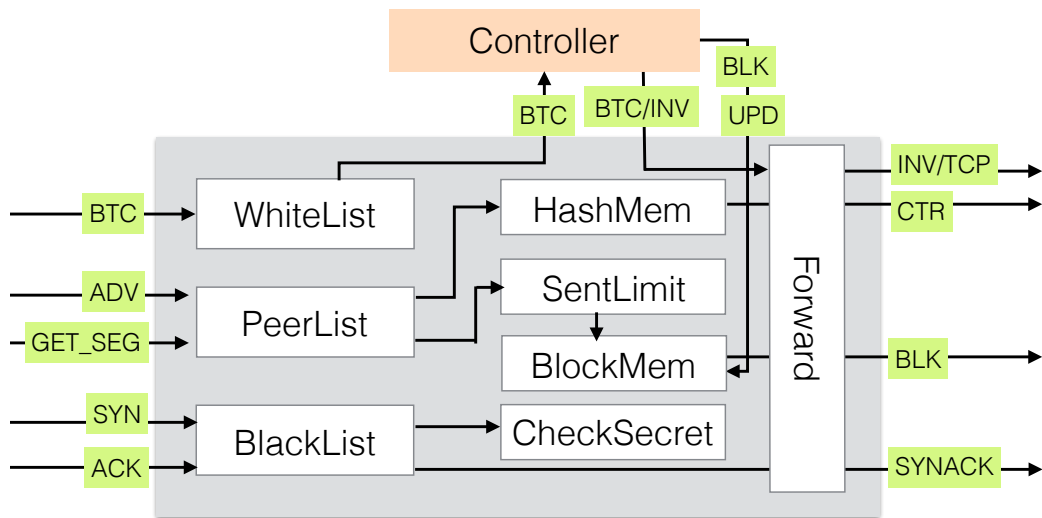 Controller
BLK
BTC
BTC/INV
UPD
INV/TCP
BTC
WhiteList
HashMem
CTR
ADV
PeerList
SentLimit
Forward
GET_SEG
BlockMem
BLK
SYN
BlackList
CheckSecret
ACK
SYNACK